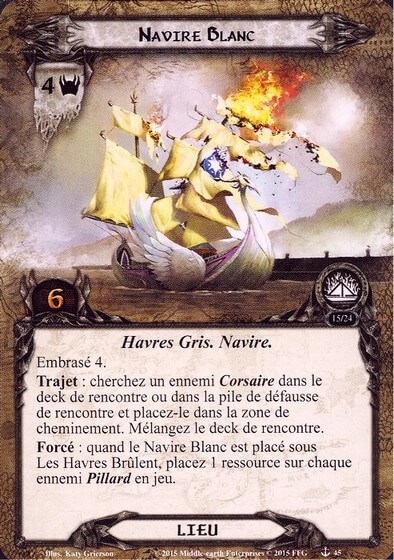 Navire Blanc
4
6
15/24
Havres Gris. Navire.
Embrasé 4.
Trajet : cherchez un ennemi Corsaire dans le
deck de rencontre ou dans la pile de défausse
de rencontre et placez-le dans la zone de
cheminement. Mélangez le deck de rencontre.
Forcé : quand le Navire Blanc est placé sous
Les Havres Brûlent, placez 1 ressource sur chaque
ennemi Pillard en jeu.
LIEU
Illus. Katy Grierson © 2015 Middle-earth Enterprises © 2015 FFG 45